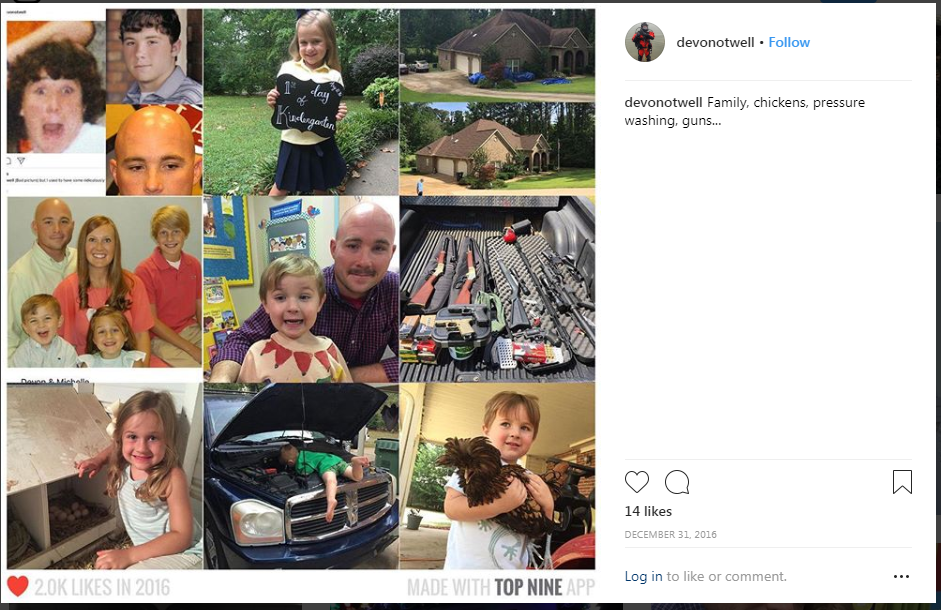 devonotwell • Follow
devonotwell Family, chickens, pressure
washing, guns...
1st
day
of
Kindergarten
Devon & Michelle
2.0K LIKES IN 2016
MADE WITH TOP NINE APP
14 likes
DECEMBER 31, 2016
Log in to like or comment.